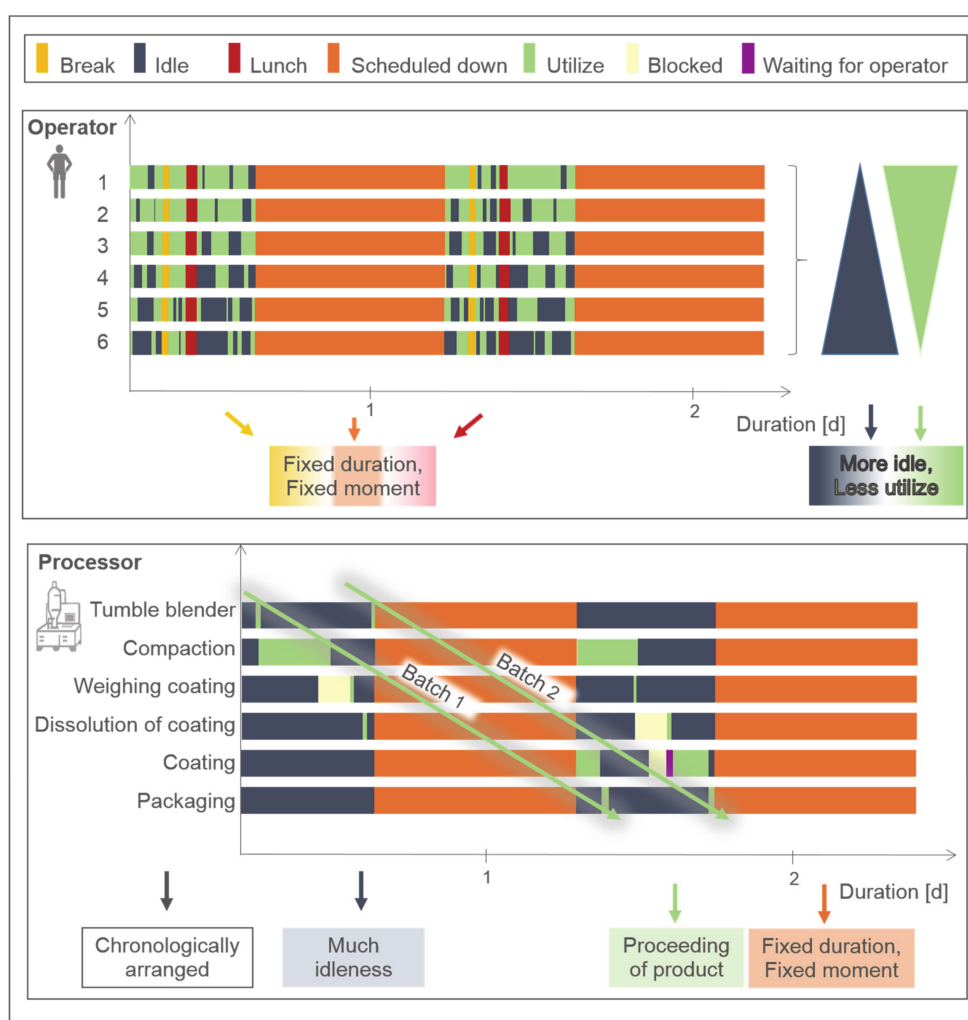 Break Idle Lunch Scheduled down Utilize Blocked Waiting for operator
Operator
1
2
3
4
5
6
1 2
Duration [d]
Fixed duration,
Fixed moment
More idle,
Less utilize
Processor
Tumble blender
Compaction
Weighing coating
Dissolution of coating
Coating
Packaging
Batch 1
Batch 2
1 2
Duration [d]
Chronologically
arranged
Much
idleness
Proceeding
of product
Fixed duration,
Fixed moment